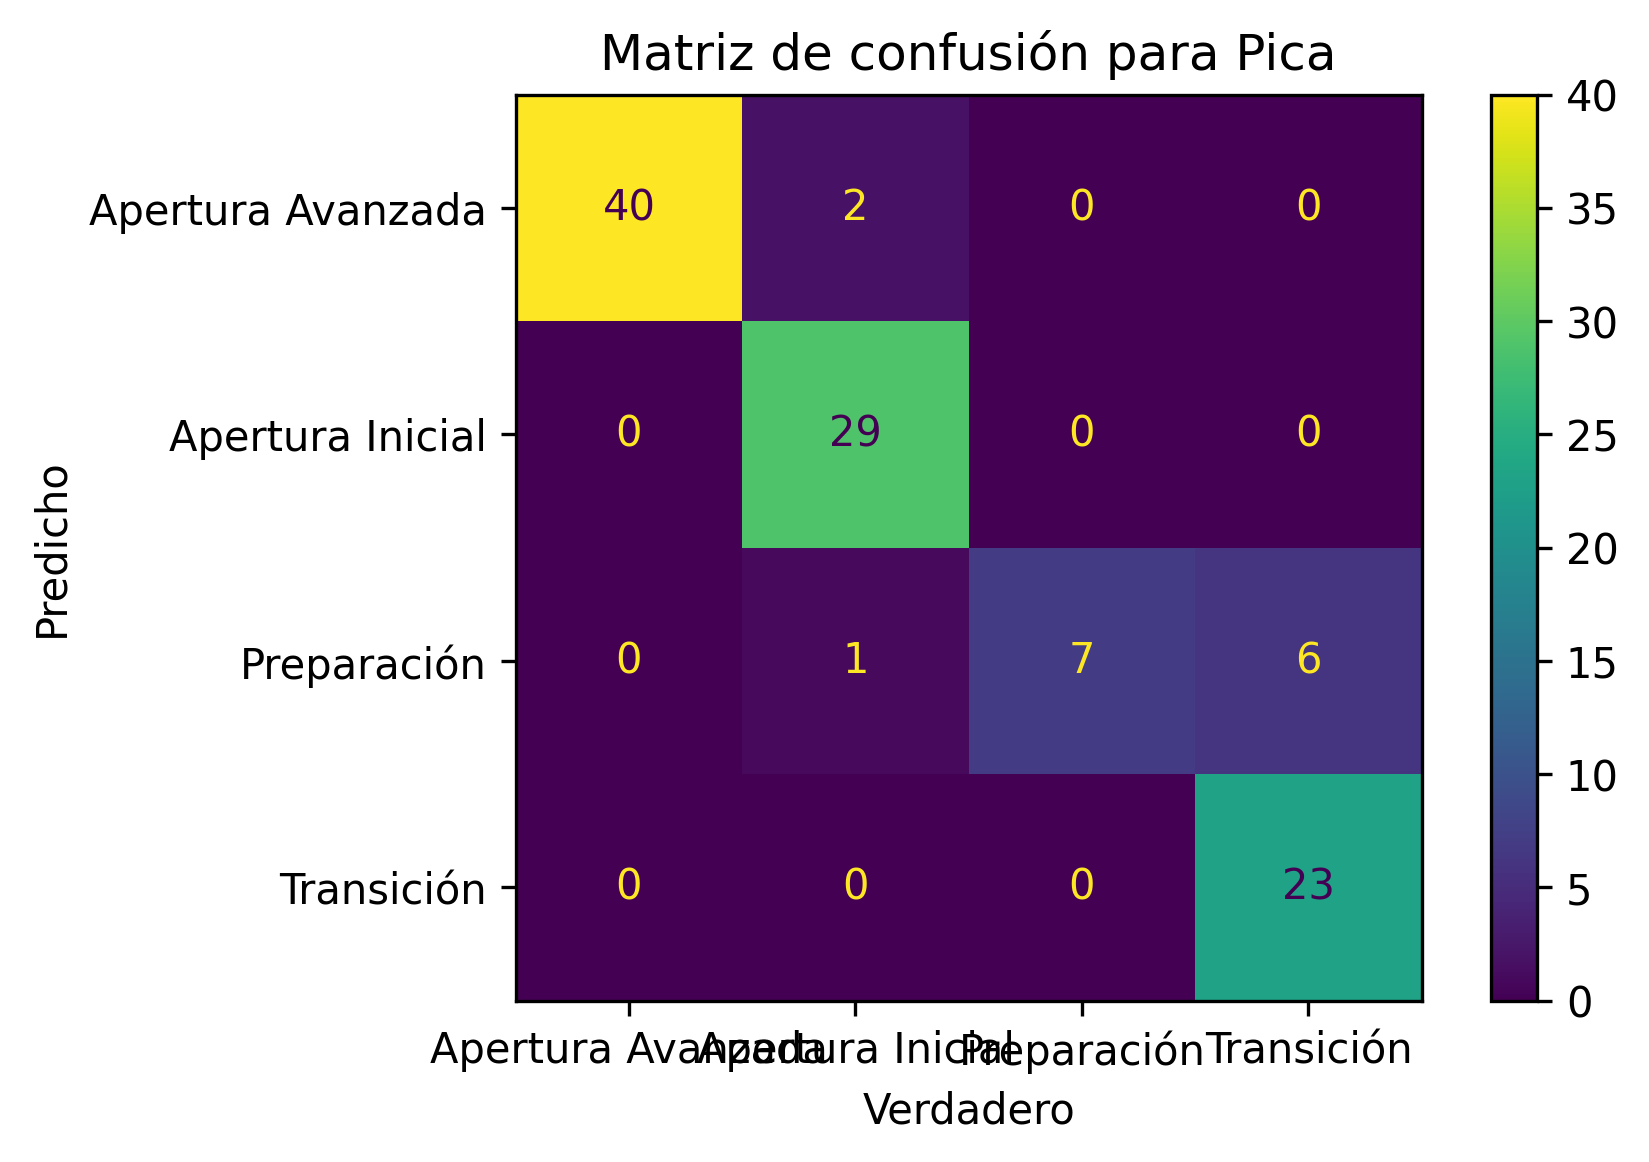 Matriz de confusión para Pica
Apertura Avanzada 40 2 0 0
Apertura Inicial 0 29 0 0
Preparación 0 1 7 6
Transición 0 0 0 23
Apertura Avanzada Apertura Inicial Preparación Transición
Verdadero
Predicho
40
35
30
25
20
15
10
5
0